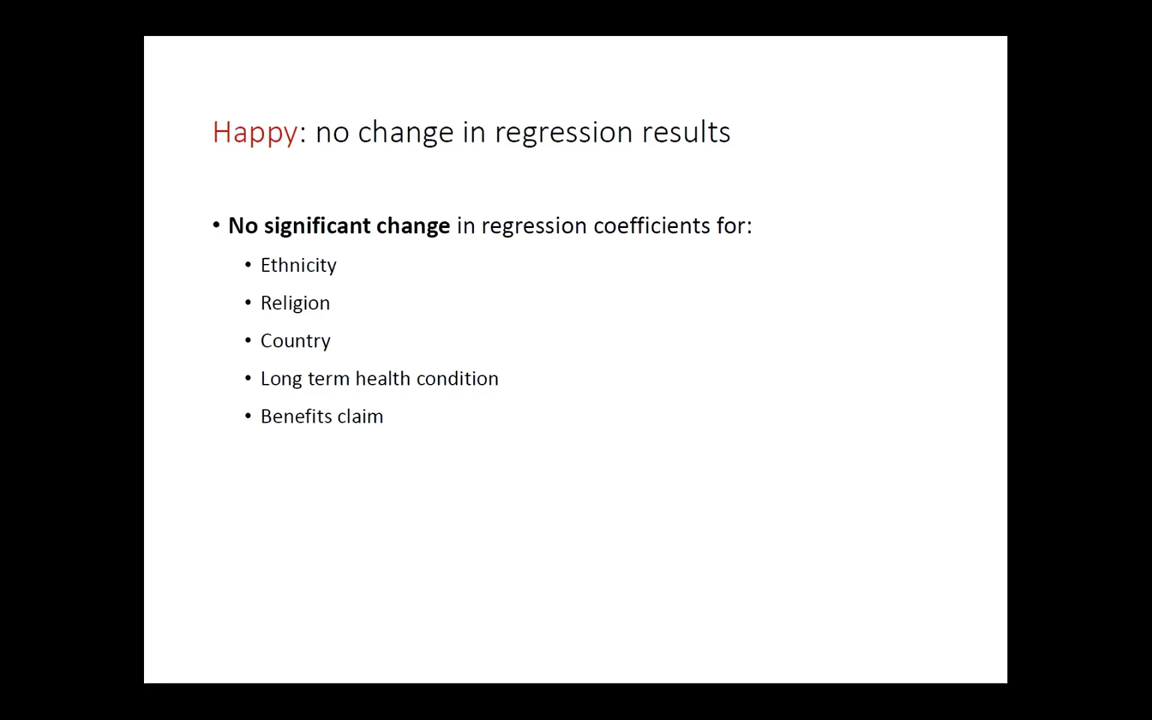 Happy: no change in regression results
• No significant change in regression coefficients for:
• Ethnicity
• Religion
• Country
• Long term health condition
• Benefits claim